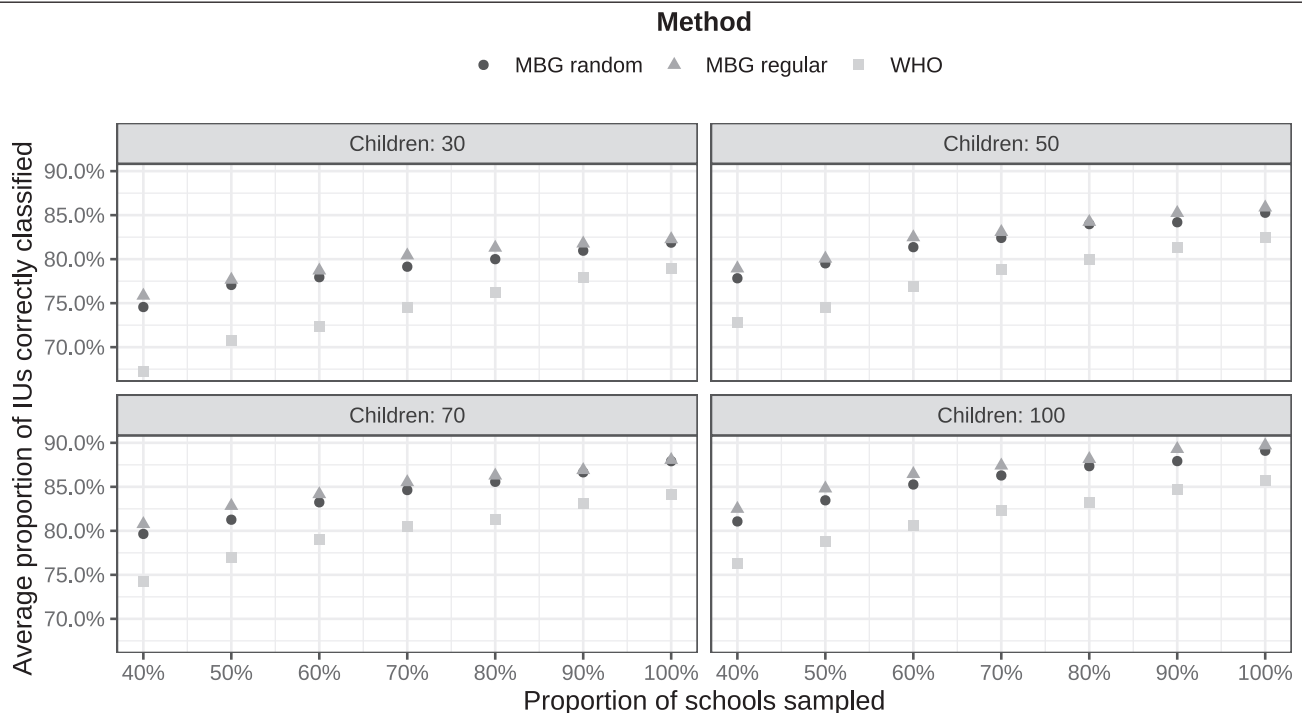 Method
MBG random MBG regular WHO
Average proportion of IUs correctly classified
Children: 30 Children: 50
90.0%
85.0%
80.0%
75.0%
70.0%
Children: 70 Children: 100
90.0%
85.0%
80.0%
75.0%
70.0%
40% 50% 60% 70% 80% 90% 100% 40% 50% 60% 70% 80% 90% 100%
Proportion of schools sampled